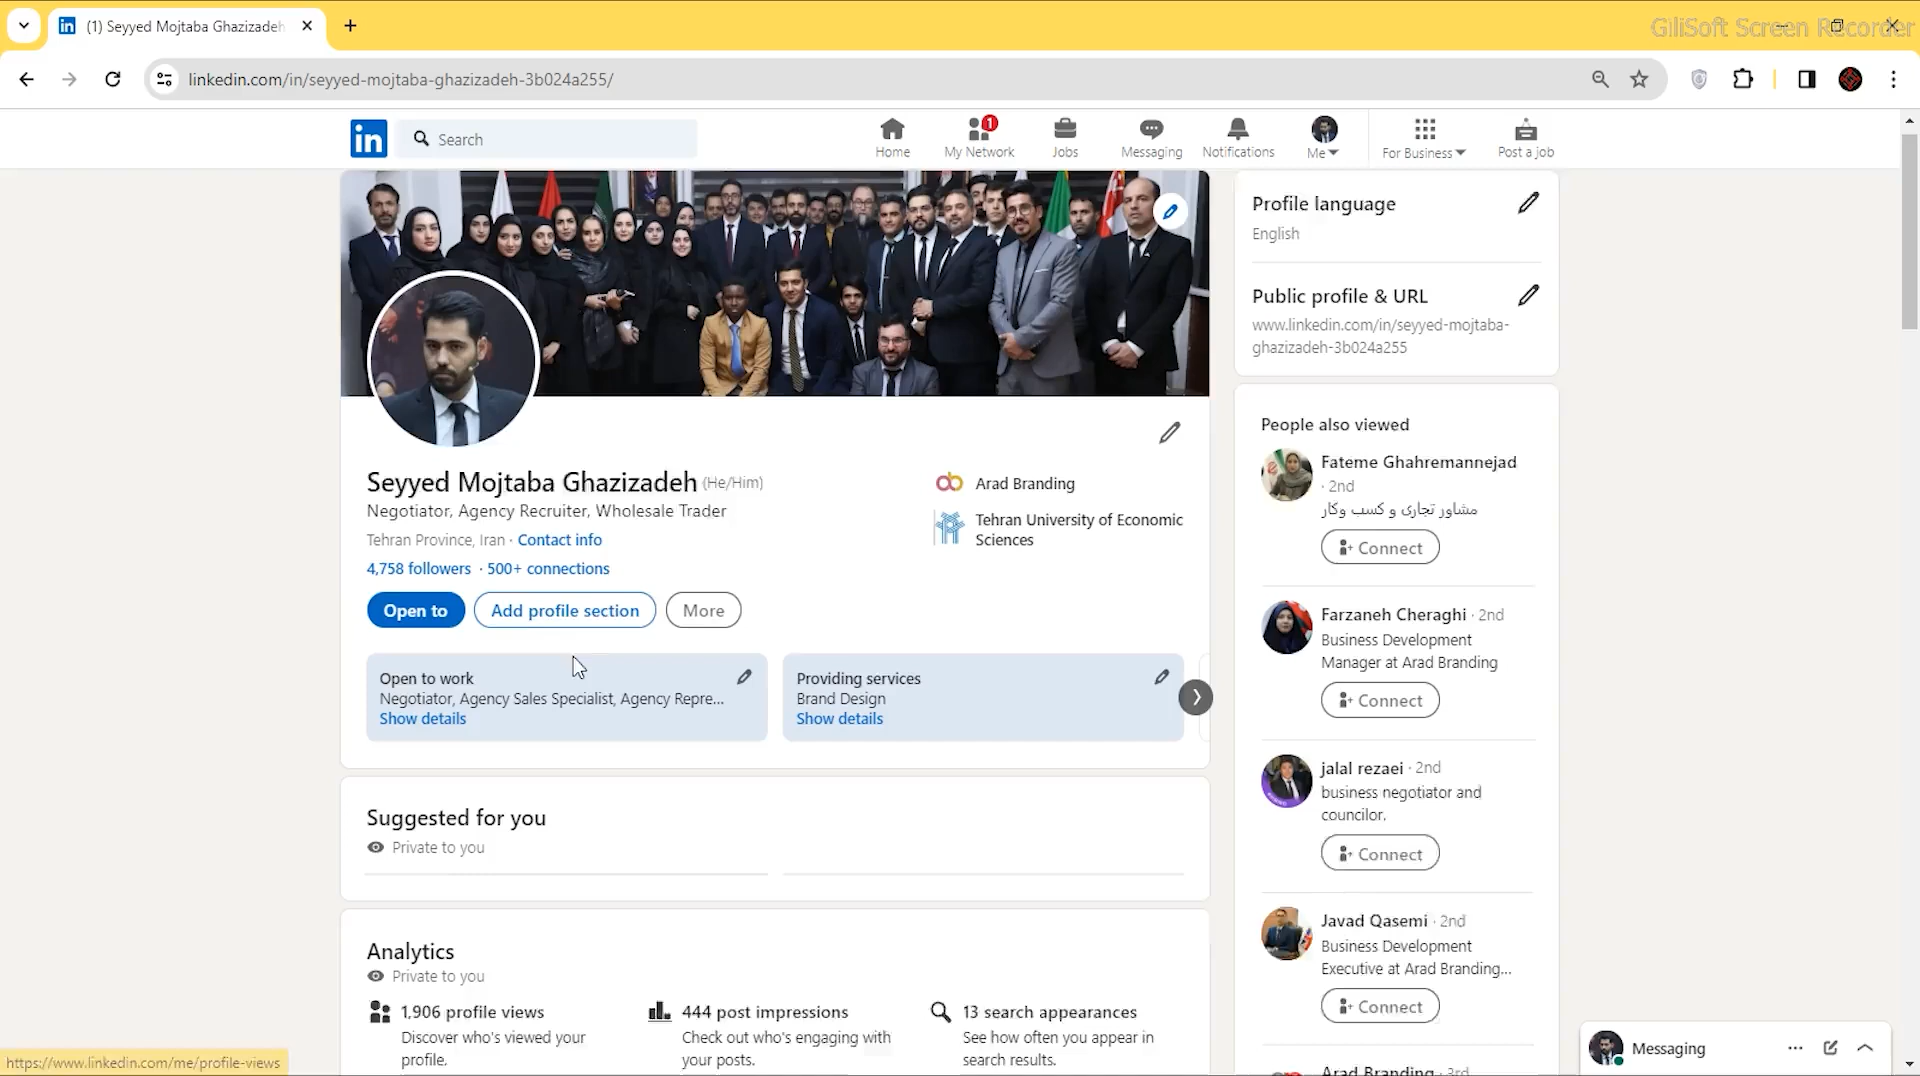 (1) Seyyed Mojtaba Ghazizadeh
GiliSoft Screen Recorder
linkedin.com/in/seyyed-mojtaba-ghazizadeh-3b024a255/
in
Search
Home
1
My Network
Jobs
Messaging
Notifications
Me
For Business
Post a job
Seyyed Mojtaba Ghazizadeh (He/Him)
Negotiator, Agency Recruiter, Wholesale Trader
Tehran Province, Iran · Contact info
4,758 followers · 500+ connections
Arad Branding
Tehran University of Economic
Sciences
Open to
Add profile section
More
Open to work
Negotiator, Agency Sales Specialist, Agency Repre...
Show details
Providing services
Brand Design
Show details
Suggested for you
Private to you
Analytics
Private to you
1,906 profile views
Discover who's viewed your
profile.
444 post impressions
Check out who's engaging with
your posts.
13 search appearances
See how often you appear in
search results.
Profile language
English
Public profile & URL
www.linkedin.com/in/seyyed-mojtaba-
ghazizadeh-3b024a255
People also viewed
Fateme Ghahremannejad
· 2nd
مشاور تجاری و کسب وکار
Connect
Farzaneh Cheraghi · 2nd
Business Development
Manager at Arad Branding
Connect
jalal rezaei · 2nd
business negotiator and
councilor.
Connect
Javad Qasemi · 2nd
Business Development
Executive at Arad Branding...
Connect
Arad Branding · 3rd
Messaging
https://www.linkedin.com/me/profile-views